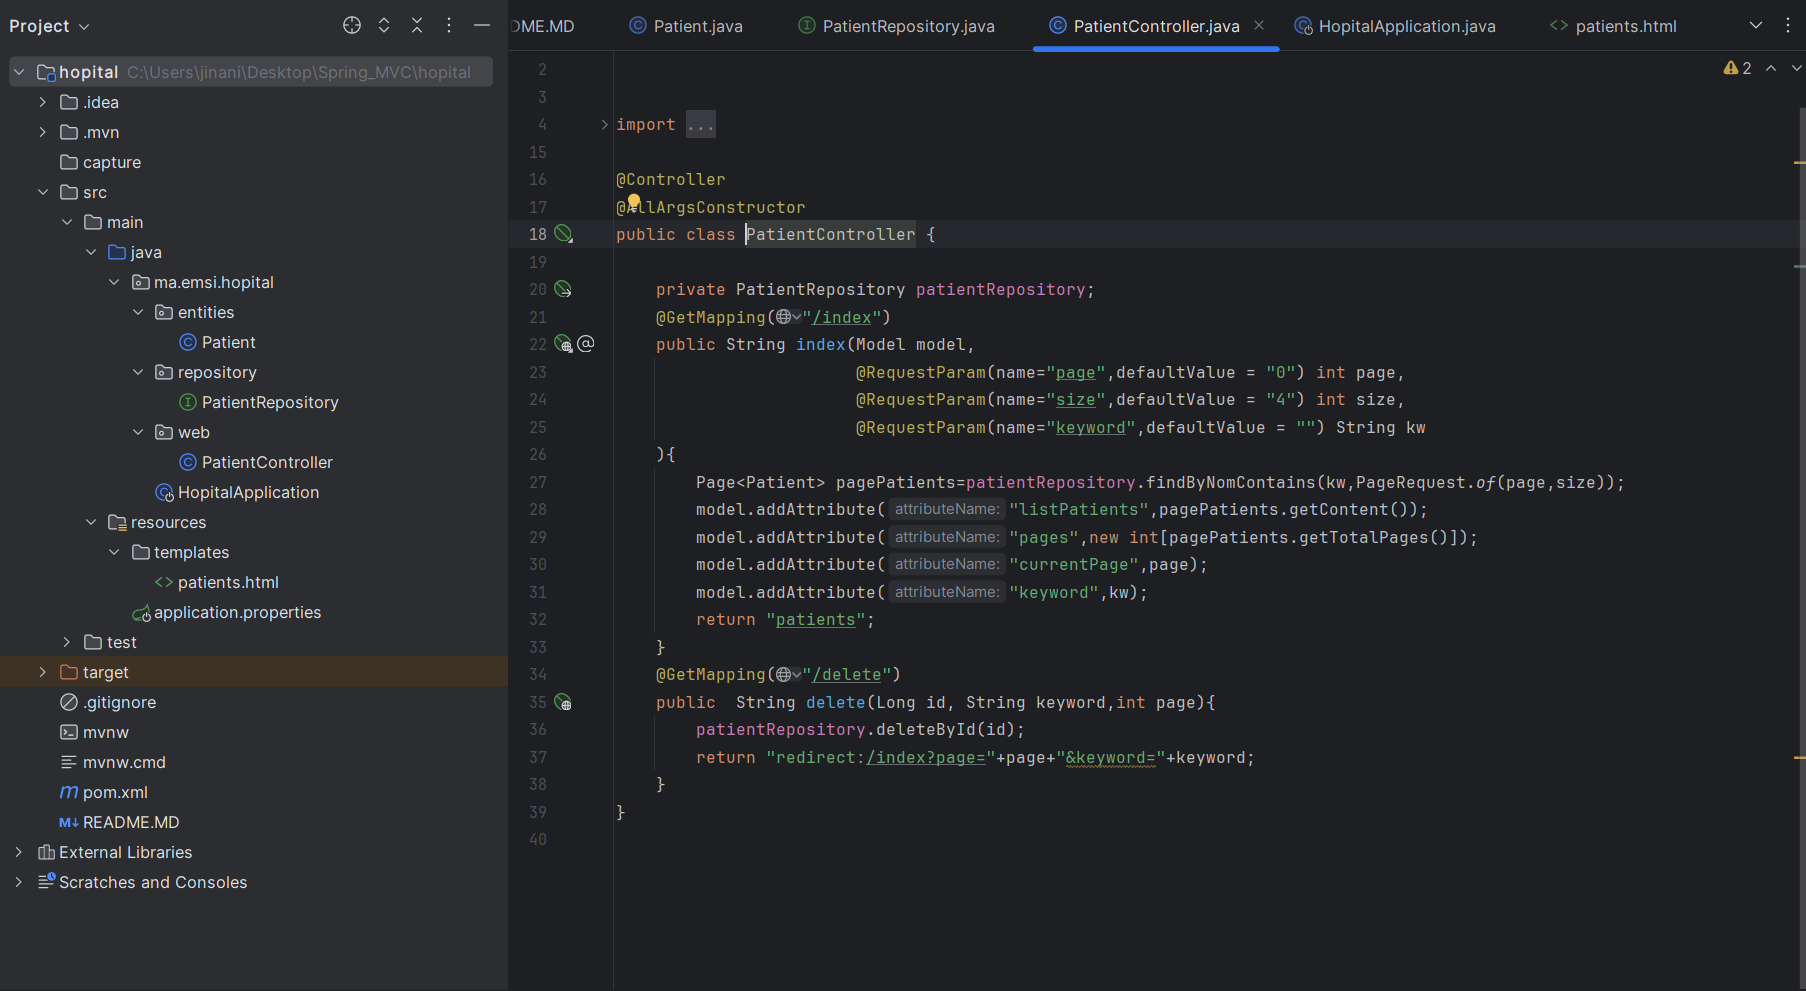 Project
hopital C:\Users\jinani\Desktop\Spring_MVC\hopital
.idea
.mvn
capture
src
main
java
ma.emsi.hopital
entities
Patient
repository
PatientRepository
web
PatientController
HopitalApplication
resources
templates
patients.html
application.properties
test
target
.gitignore
mvnw
mvnw.cmd
pom.xml
README.MD
External Libraries
Scratches and Consoles
DME.MD Patient.java PatientRepository.java PatientController.java HopitalApplication.java patients.html
2
2
3
4 import ...
15
16 @Controller
17 @AllArgsConstructor
18 public class PatientController {
19
20 private PatientRepository patientRepository;
21 @GetMapping("/index")
22 public String index(Model model,
23 @RequestParam(name="page",defaultValue = "0") int page,
24 @RequestParam(name="size",defaultValue = "4") int size,
25 @RequestParam(name="keyword",defaultValue = "") String kw
26 ){
27 Page<Patient> pagePatients=patientRepository.findByNomContains(kw,PageRequest.of(page,size));
28 model.addAttribute( attributeName: "listPatients",pagePatients.getContent());
29 model.addAttribute( attributeName: "pages",new int[pagePatients.getTotalPages()]);
30 model.addAttribute( attributeName: "currentPage",page);
31 model.addAttribute( attributeName: "keyword",kw);
32 return "patients";
33 }
34 @GetMapping("/delete")
35 public  String delete(Long id, String keyword,int page){
36 patientRepository.deleteById(id);
37 return "redirect:/index?page="+page+"&keyword="+keyword;
38 }
39 }
40